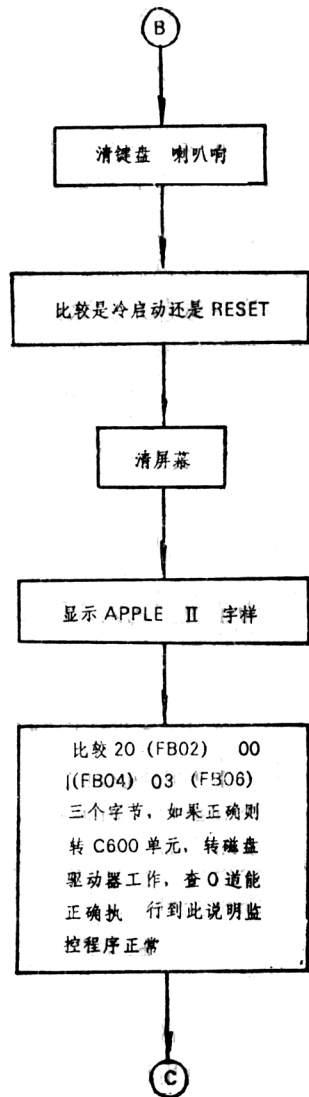 B
清键盘 喇叭响
比较是冷启动还是 RESET
清屏幕
显示 APPLE II 字样
比较 20 (FB02) 00
(FB04) 03 (FB06)
三个字节，如果正确则
转 C600 单元，转磁盘
驱动器工作，查 0 道能
正确执 行到此说明监
控程序正常
C